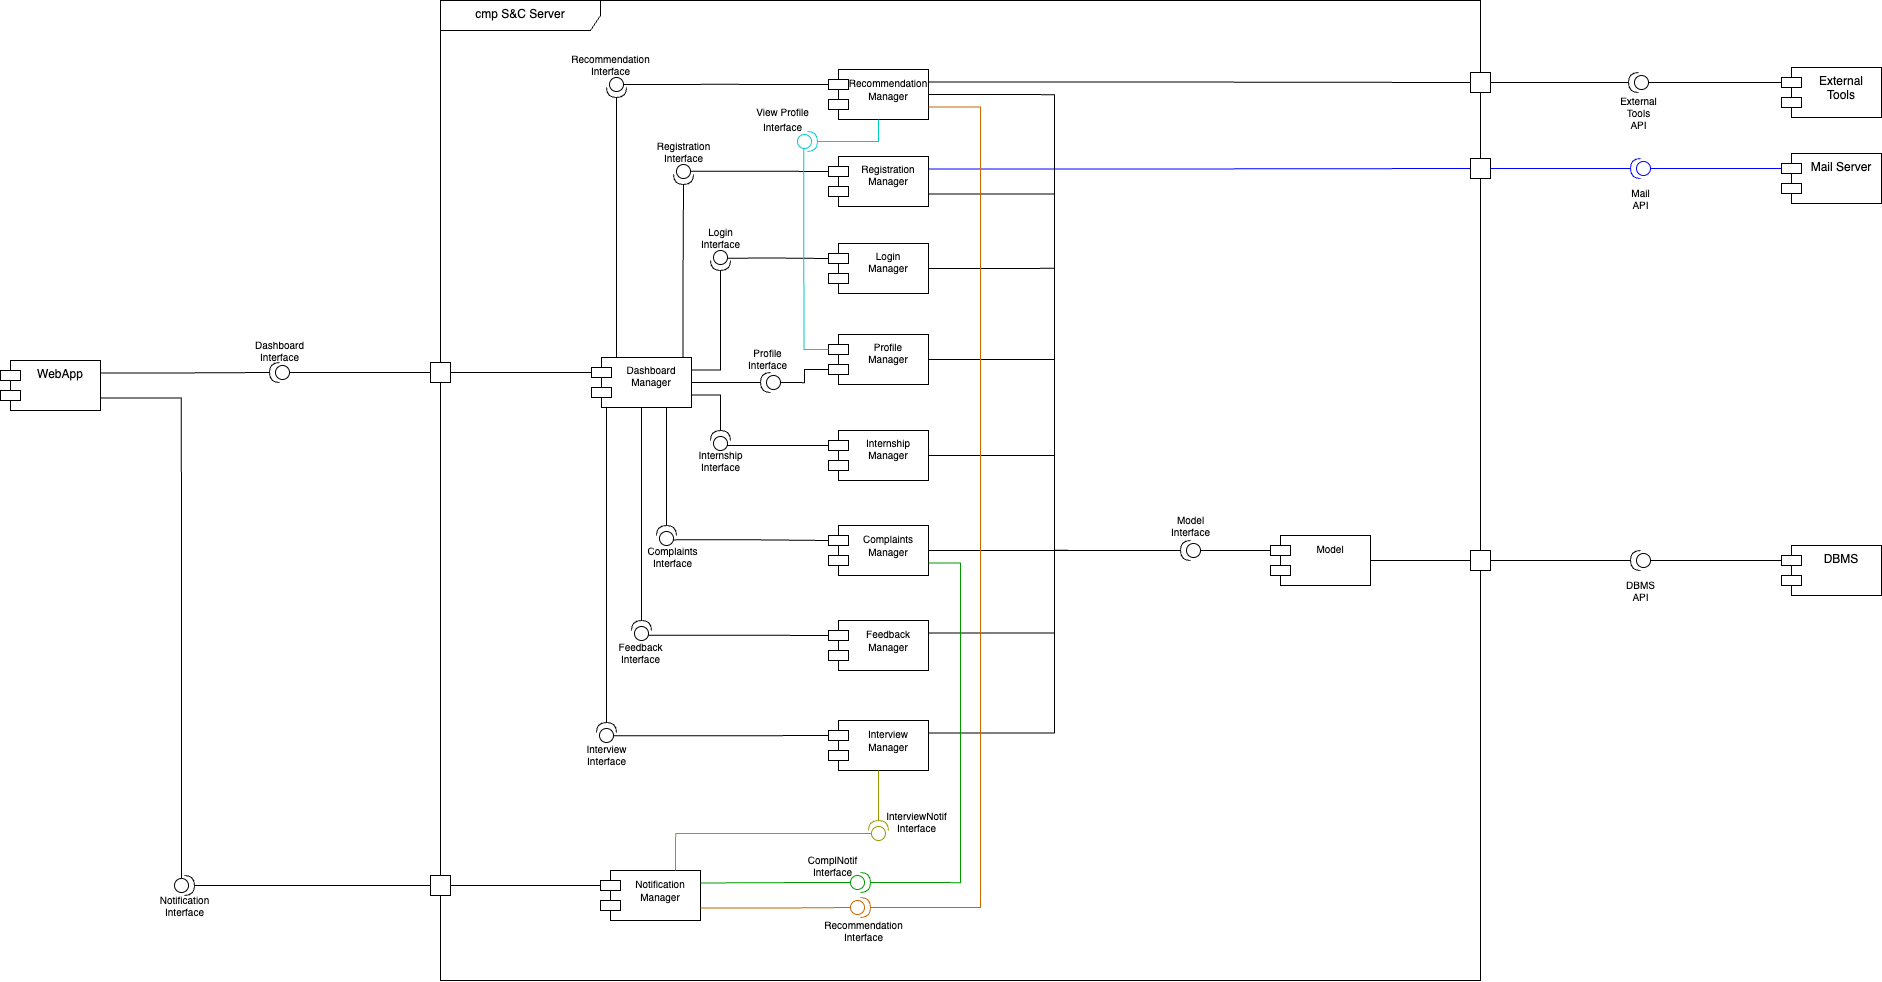 cmp S&C Server
Recommendation
Interface
Recommendation
Manager
External
Tools
External
Tools
API
View Profile
Interface
Registration
Interface
Registration
Manager
Mail Server
Mail
API
Login
Interface
Login
Manager
Dashboard
Interface
WebApp
Dashboard
Manager
Profile
Interface
Profile
Manager
Internship
Interface
Internship
Manager
Complaints
Interface
Complaints
Manager
Model
Interface
Model
DBMS
DBMS
API
Feedback
Interface
Feedback
Manager
Interview
Interface
Interview
Manager
InterviewNotif
Interface
ComplNotif
Interface
Notification
Interface
Notification
Manager
Recommendation
Interface